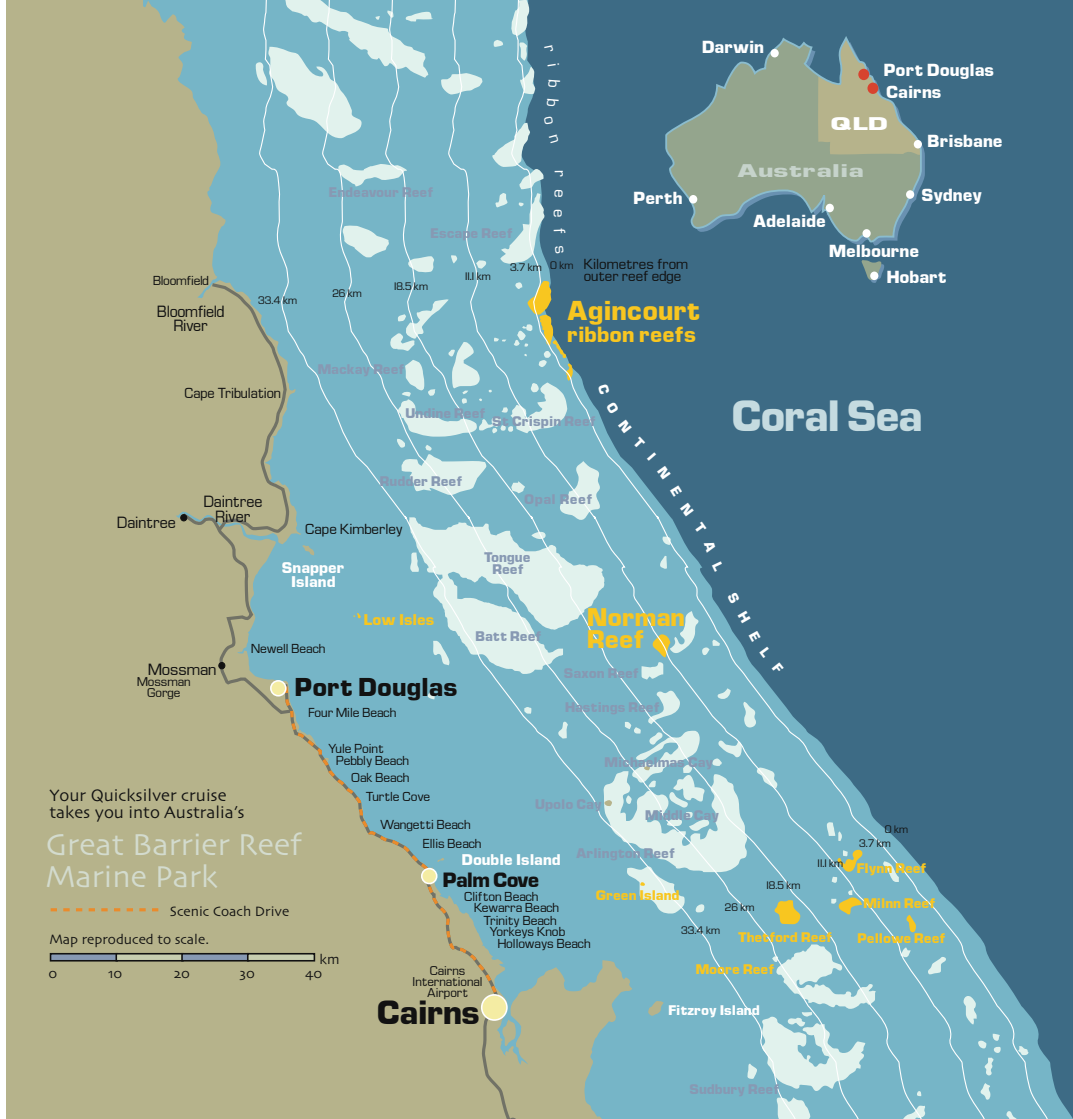 ribbon reefs
Darwin
Port Douglas
Cairns
QLD
Brisbane
Australia
Perth
Sydney
Adelaide
Melbourne
Hobart
Endeavour Reef
Escape Reef
33.4 km
26 km
18.5 km
11.1 km
3.7 km
0 km
Kilometres from
outer reef edge
Bloomfield
Bloomfield
River
Agincourt
ribbon reefs
Mackay Reef
Cape Tribulation
Undine Reef
St Crispin Reef
CONTINENTAL SHELF
Coral Sea
Rudder Reef
Opal Reef
Daintree
River
Daintree
Cape Kimberley
Snapper
Island
Tongue
Reef
Low Isles
Norman
Reef
Batt Reef
Newell Beach
Mossman
Mossman
Gorge
Saxon Reef
Port Douglas
Hastings Reef
Four Mile Beach
Yule Point
Pebbly Beach
Oak Beach
Turtle Cove
Michaelmas Cay
Upolo Cay
Middle Cay
Wangetti Beach
Ellis Beach
Arlington Reef
Your Quicksilver cruise
takes you into Australia's
Great Barrier Reef
Marine Park
Scenic Coach Drive
Map reproduced to scale.
0 10 20 30 40 km
Double Island
Palm Cove
Clifton Beach
Kewarra Beach
Trinity Beach
Yorkeys Knob
Holloways Beach
Green Island
0 km
3.7 km
11.1 km
18.5 km
26 km
33.4 km
Flynn Reef
Milnn Reef
Thetford Reef
Pellowe Reef
Moore Reef
Cairns
International
Airport
Cairns
Fitzroy Island
Sudbury Reef